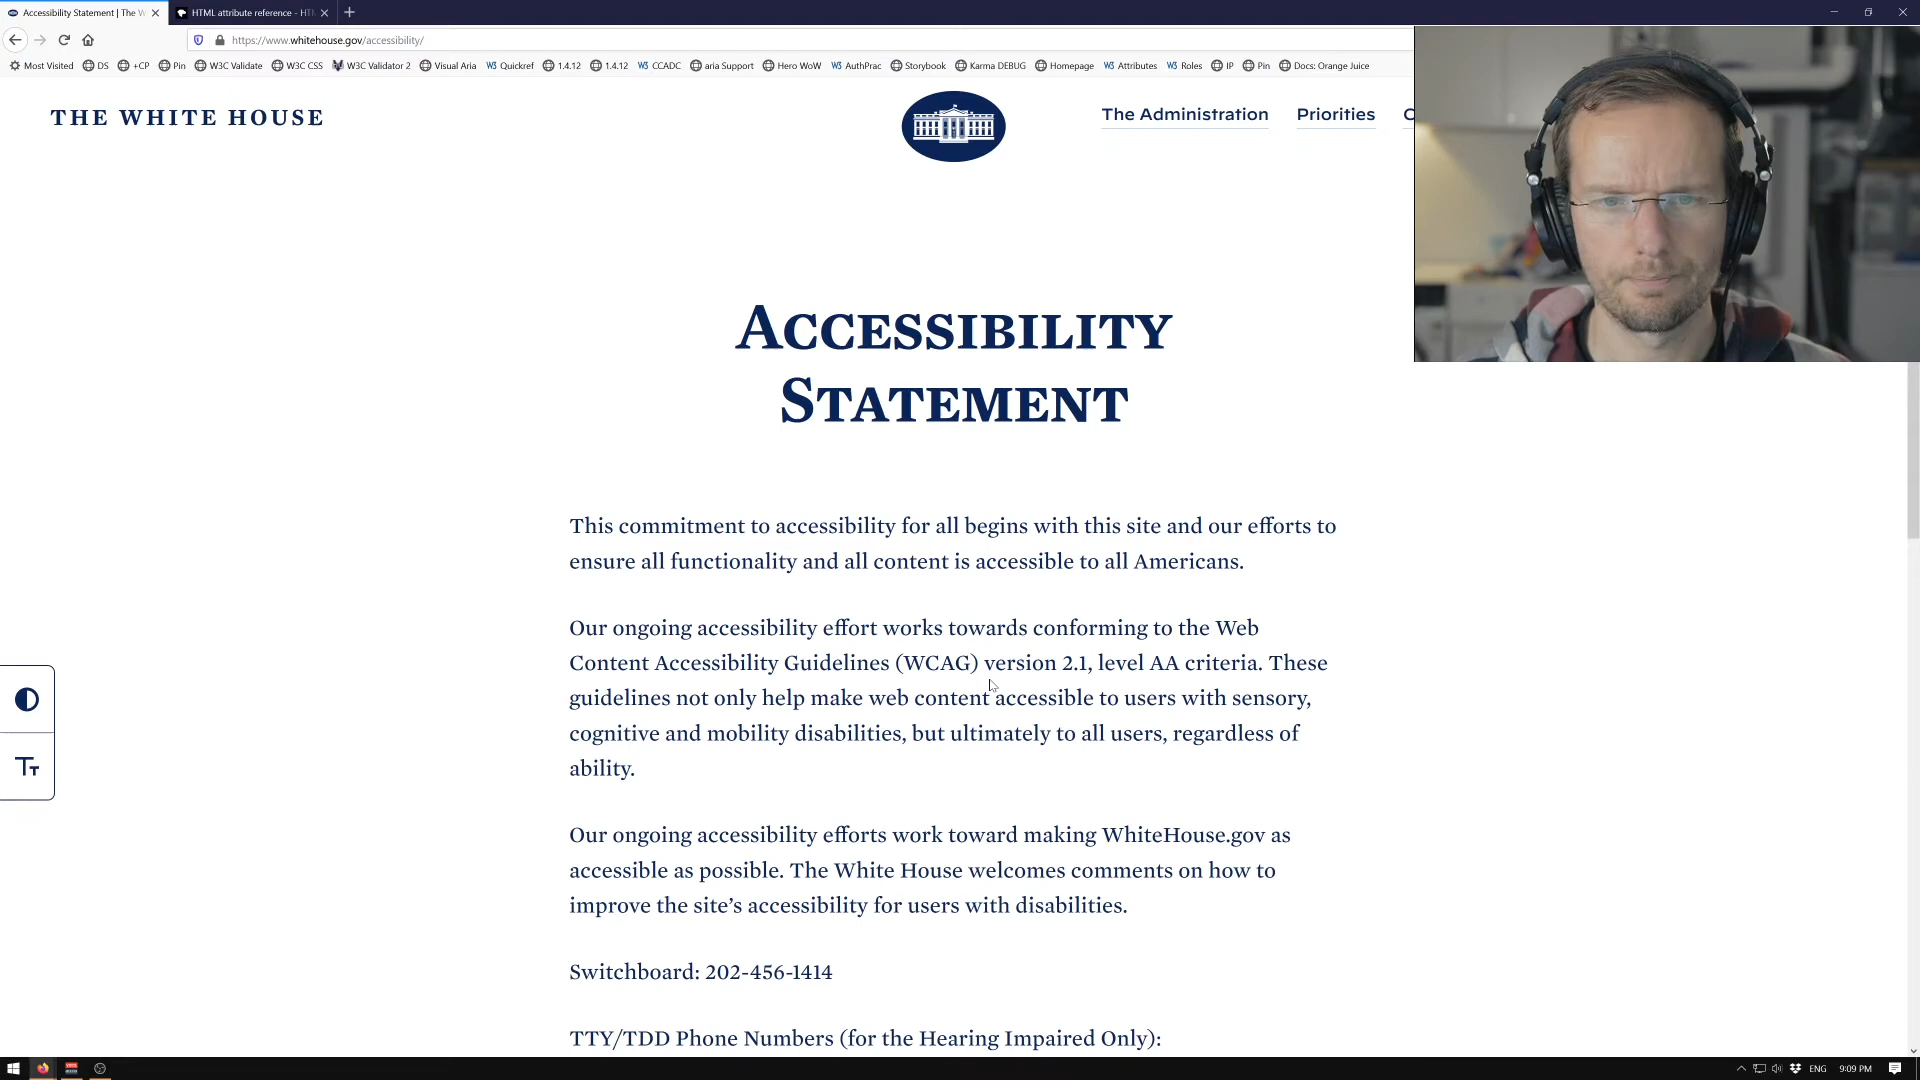 Accessibility Statement | The W
HTML attribute reference - HTM
https://www.whitehouse.gov/accessibility/
Most Visited DS +CP Pin W3C Validate W3C CSS W3C Validator 2 Visual Aria Quickref 1.4.12 1.4.12 CCADC aria Support Hero WoW AuthPrac Storybook Karma DEBUG Homepage Attributes Roles IP Pin Docs: Orange Juice
THE WHITE HOUSE
The Administration Priorities C
ACCESSIBILITY
STATEMENT
This commitment to accessibility for all begins with this site and our efforts to
ensure all functionality and all content is accessible to all Americans.
Our ongoing accessibility effort works towards conforming to the Web
Content Accessibility Guidelines (WCAG) version 2.1, level AA criteria. These
guidelines not only help make web content accessible to users with sensory,
cognitive and mobility disabilities, but ultimately to all users, regardless of
ability.
Our ongoing accessibility efforts work toward making WhiteHouse.gov as
accessible as possible. The White House welcomes comments on how to
improve the site’s accessibility for users with disabilities.
Switchboard: 202-456-1414
TTY/TDD Phone Numbers (for the Hearing Impaired Only):
ENG 9:09 PM